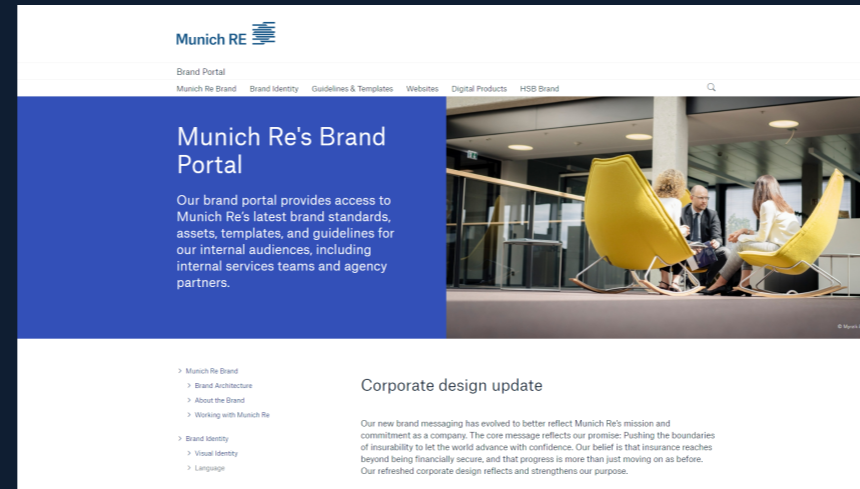 Munich RE
Brand Portal
Munich Re Brand Brand Identity Guidelines & Templates Websites Digital Products HSB Brand
Munich Re's Brand
Portal
Our brand portal provides access to
Munich Re's latest brand standards,
assets, templates, and guidelines for
our internal audiences, including
internal services teams and agency
partners.
> Munich Re Brand
> Brand Architecture
> About the Brand
> Working with Munich Re
> Brand Identity
> Visual Identity
> Language
Corporate design update
Our new brand messaging has evolved to better reflect Munich Re's mission and
commitment as a company. The core message reflects our promise: Pushing the boundaries
of insurability to let the world advance with confidence. Our belief is that insurance reaches
beyond being financially secure, and that progress is more than just moving on as before.
Our refreshed corporate design reflects and strengthens our purpose.